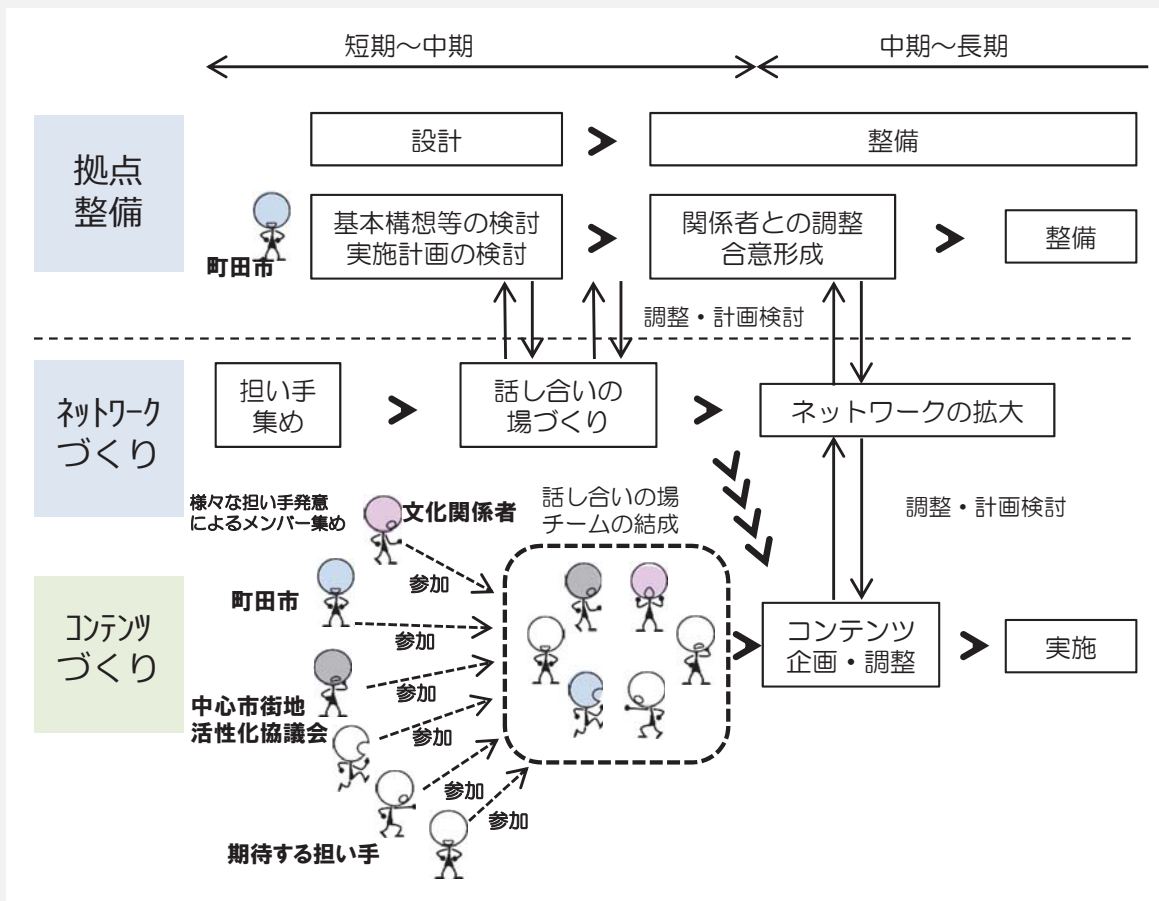 短期～中期
中期～長期
拠点
整備
設計
整備
町田市
基本構想等の検討
実施計画の検討
関係者との調整
合意形成
整備
調整・計画検討
ﾈｯﾄﾜｰｸ
づくり
担い手
集め
話し合いの
場づくり
ネットワークの拡大
様々な担い手発意
によるメンバー集め
文化関係者
話し合いの場
チームの結成
調整・計画検討
ｺﾝﾃﾝﾂ
づくり
参加
町田市
参加
中心市街地
活性化協議会
参加
参加
参加
参加
期待する担い手
コンテンツ
企画・調整
実施